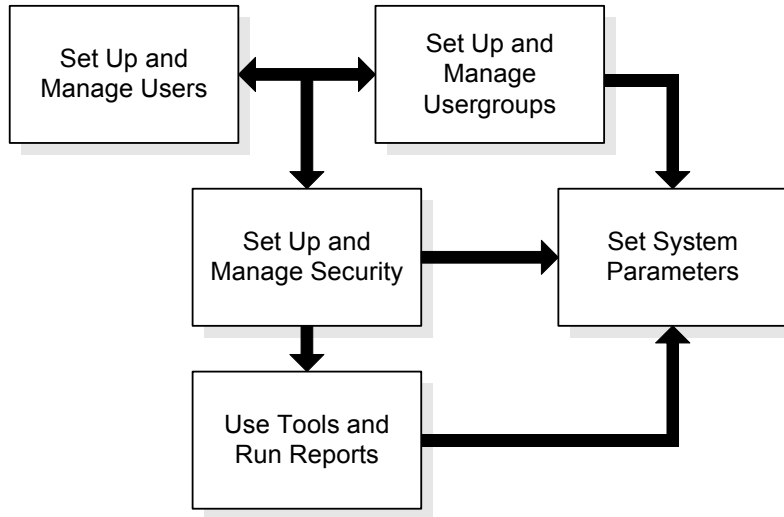 Set Up and
Manage Users
Set Up and
Manage
Usergroups
Set Up and
Manage Security
Set System
Parameters
Use Tools and
Run Reports